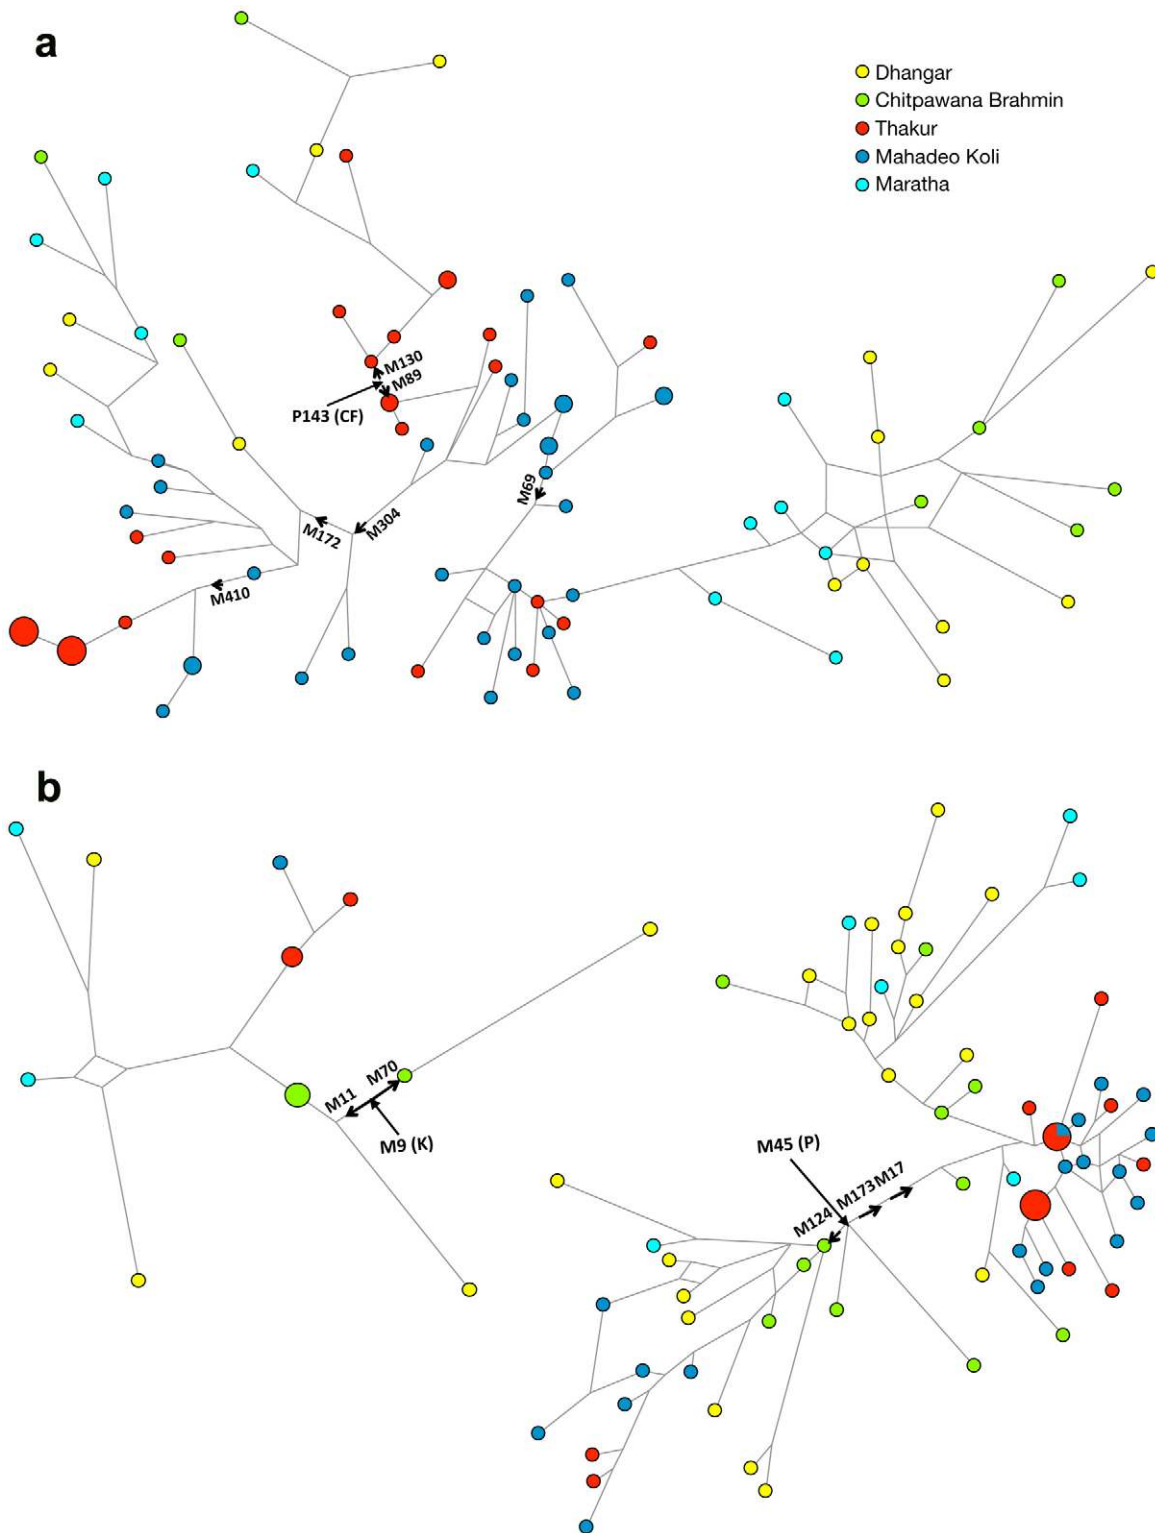 a
Dhangar
Chitpawana Brahmin
Thakur
Mahadeo Koli
Maratha
M130
M89
P143 (CF)
M69
M304
M172
M410
b
M70
M11
M9 (K)
M45 (P)
M173
M17
M124